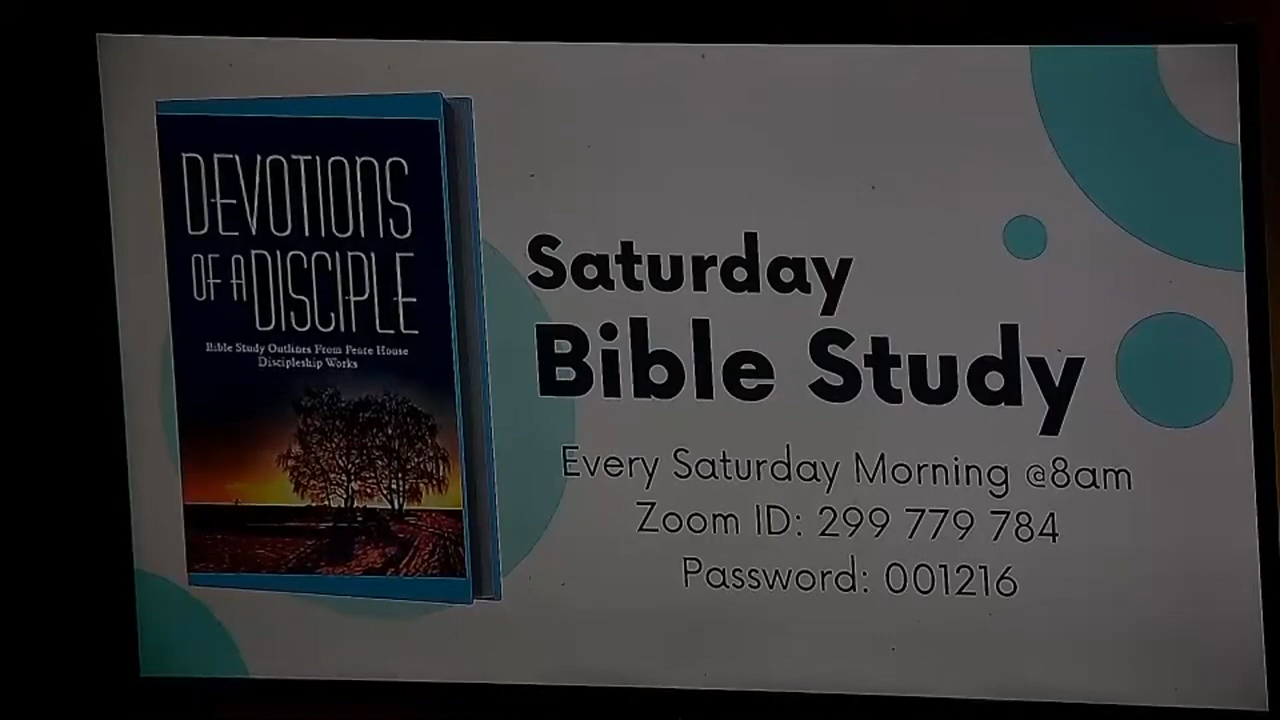 DEVOTIONS
OF A DISCIPLE
Bible Study Outlines From Peace House
Discipleship Works
Saturday
Bible Study
Every Saturday Morning @8am
Zoom ID: 299 779 784
Password: 001216